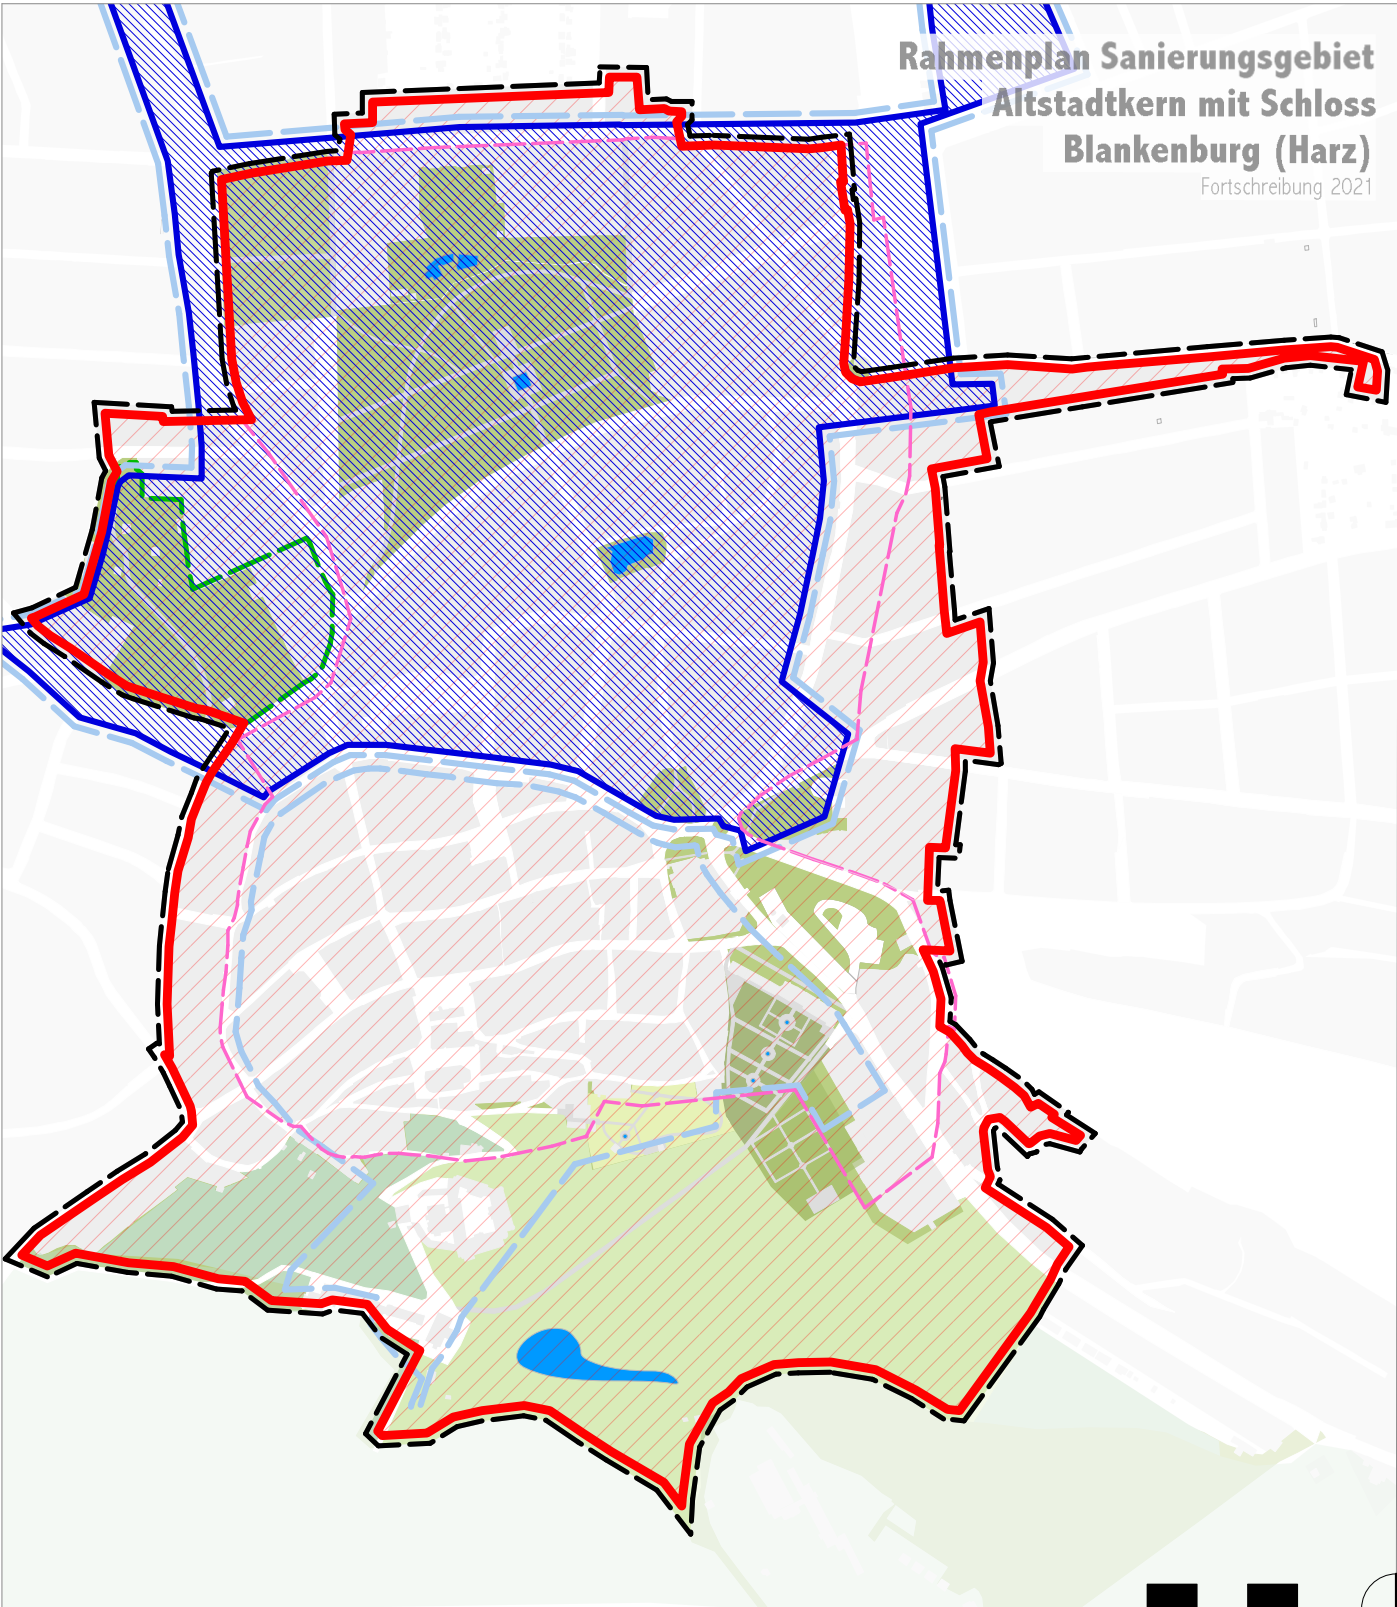 Rahmenplan Sanierungsgebiet
Altstadtkern mit Schloss
Blankenburg (Harz)
Fortschreibung 2021